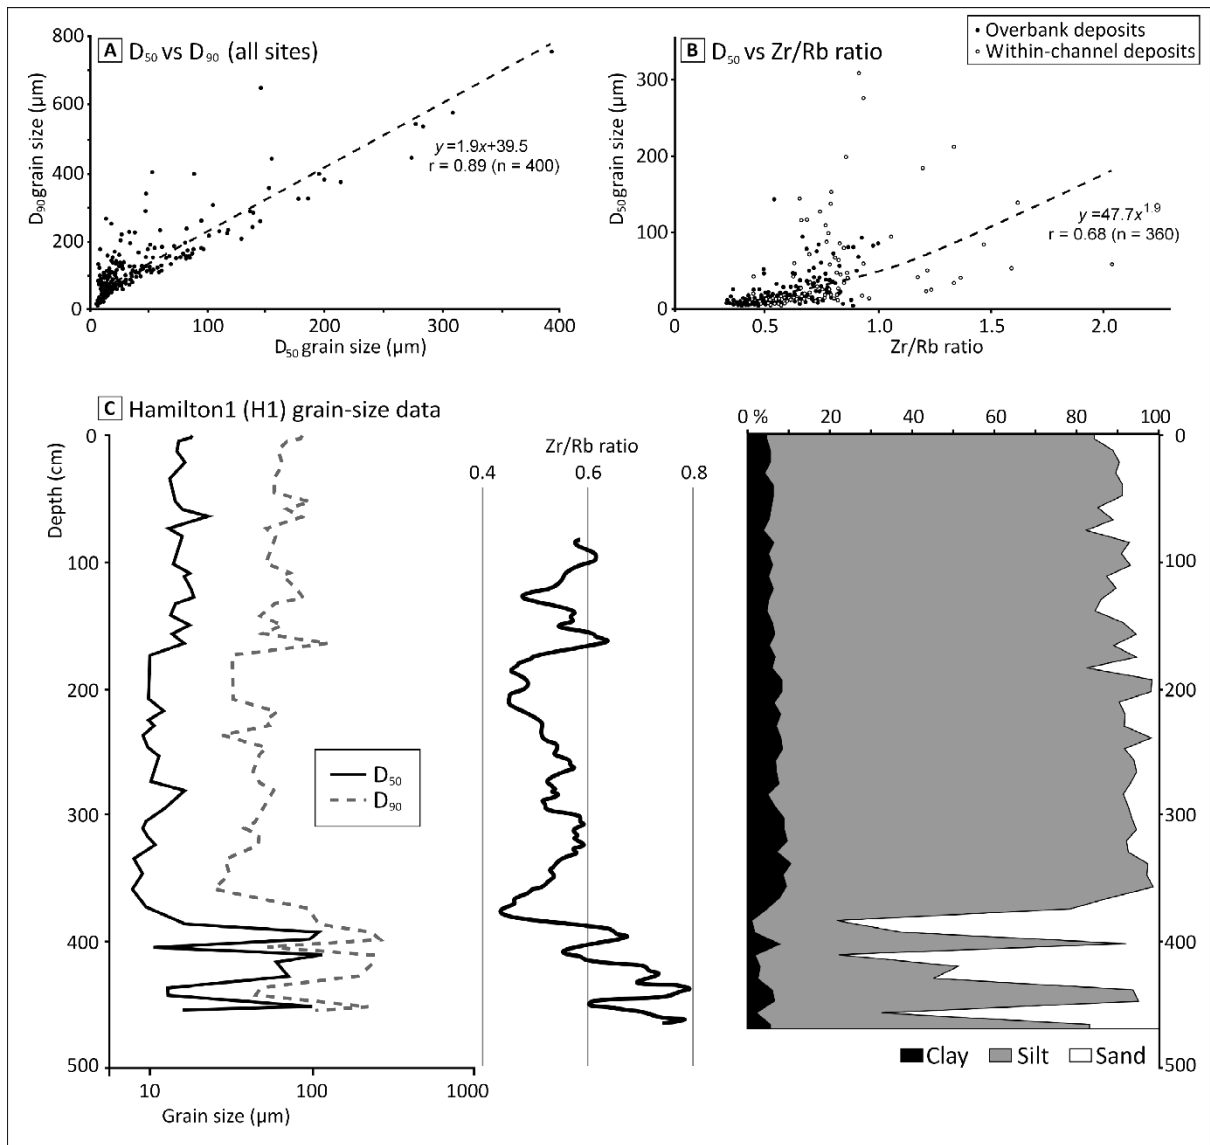 A D50 vs D90 (all sites)
D90 grain size (µm)
800
600
400
200
0
0 100 200 300 400
D50 grain size (µm)
y =1.9x+39.5
r = 0.89 (n = 400)
B D50 vs Zr/Rb ratio
Overbank deposits
Within-channel deposits
D50 grain size (µm)
300
200
100
0
0 0.5 1.0 1.5 2.0
Zr/Rb ratio
y =47.7x1.9
r = 0.68 (n = 360)
C Hamilton1 (H1) grain-size data
Depth (cm)
0
100
200
300
400
500
10 100 1000
Grain size (µm)
D50
D90
Zr/Rb ratio
0.4 0.6 0.8
0 % 20 40 60 80 100
0
100
200
300
400
500
Clay Silt Sand